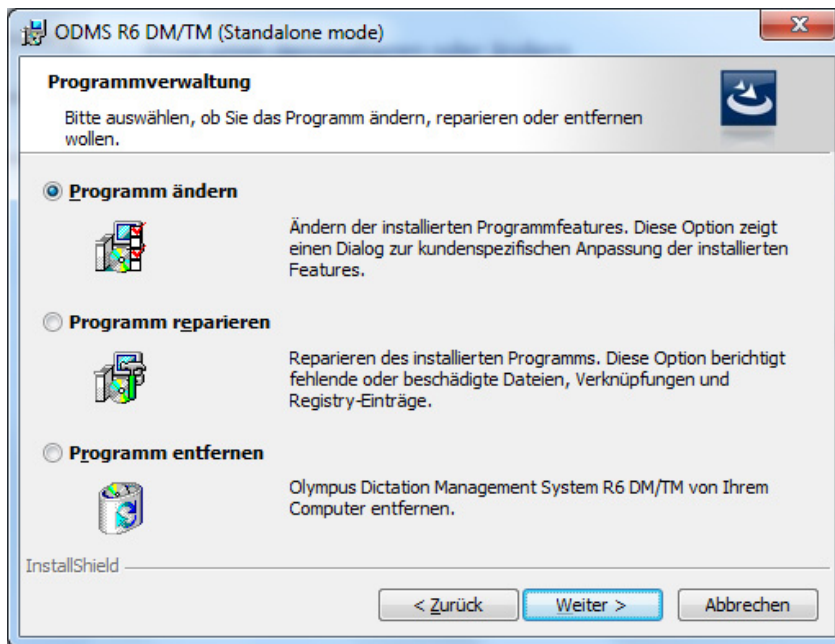 ODMS R6 DM/TM (Standalone mode)
Programmverwaltung
Bitte auswählen, ob Sie das Programm ändern, reparieren oder entfernen
wollen.
Programm ändern
Ändern der installierten Programmfeatures. Diese Option zeigt
einen Dialog zur kundenspezifischen Anpassung der installierten
Features.
Programm reparieren
Reparieren des installierten Programms. Diese Option berichtigt
fehlende oder beschädigte Dateien, Verknüpfungen und
Registry-Einträge.
Programm entfernen
Olympus Dictation Management System R6 DM/TM von Ihrem
Computer entfernen.
InstallShield
< Zurück Weiter > Abbrechen